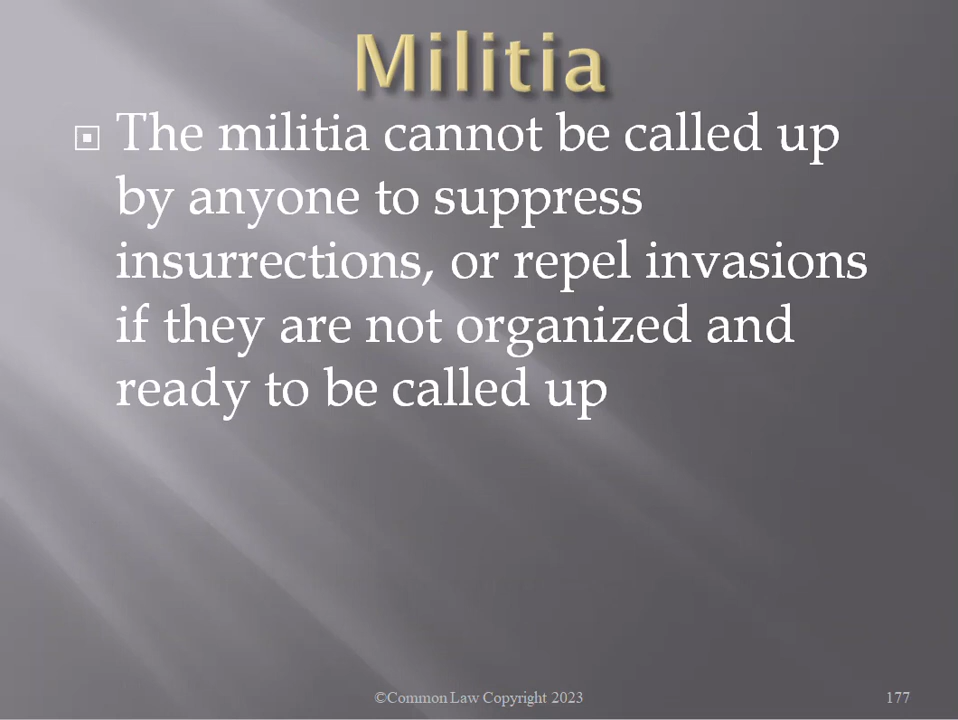 Militia
The militia cannot be called up
by anyone to suppress
insurrections, or repel invasions
if they are not organized and
ready to be called up
©Common Law Copyright 2023
177